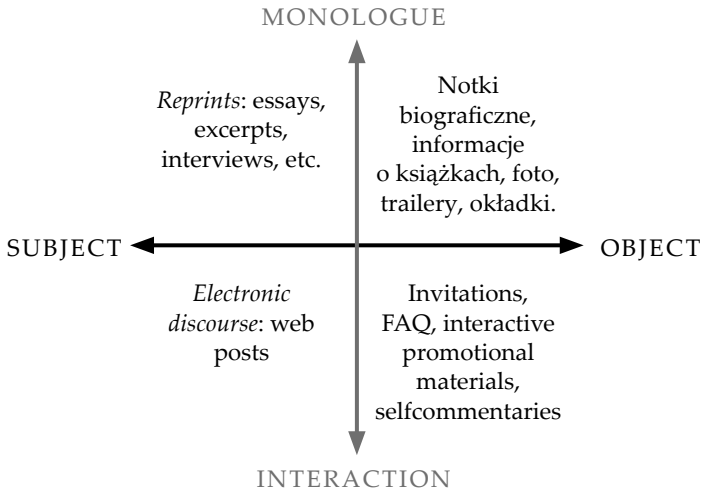 MONOLOGUE
Reprints: essays,
excerpts,
interviews, etc.
Notki
biograficzne,
informacje
o książkach, foto,
trailery, okładki.
SUBJECT
OBJECT
Electronic
discourse: web
posts
Invitations,
FAQ, interactive
promotional
materials,
selfcommentaries
INTERACTION